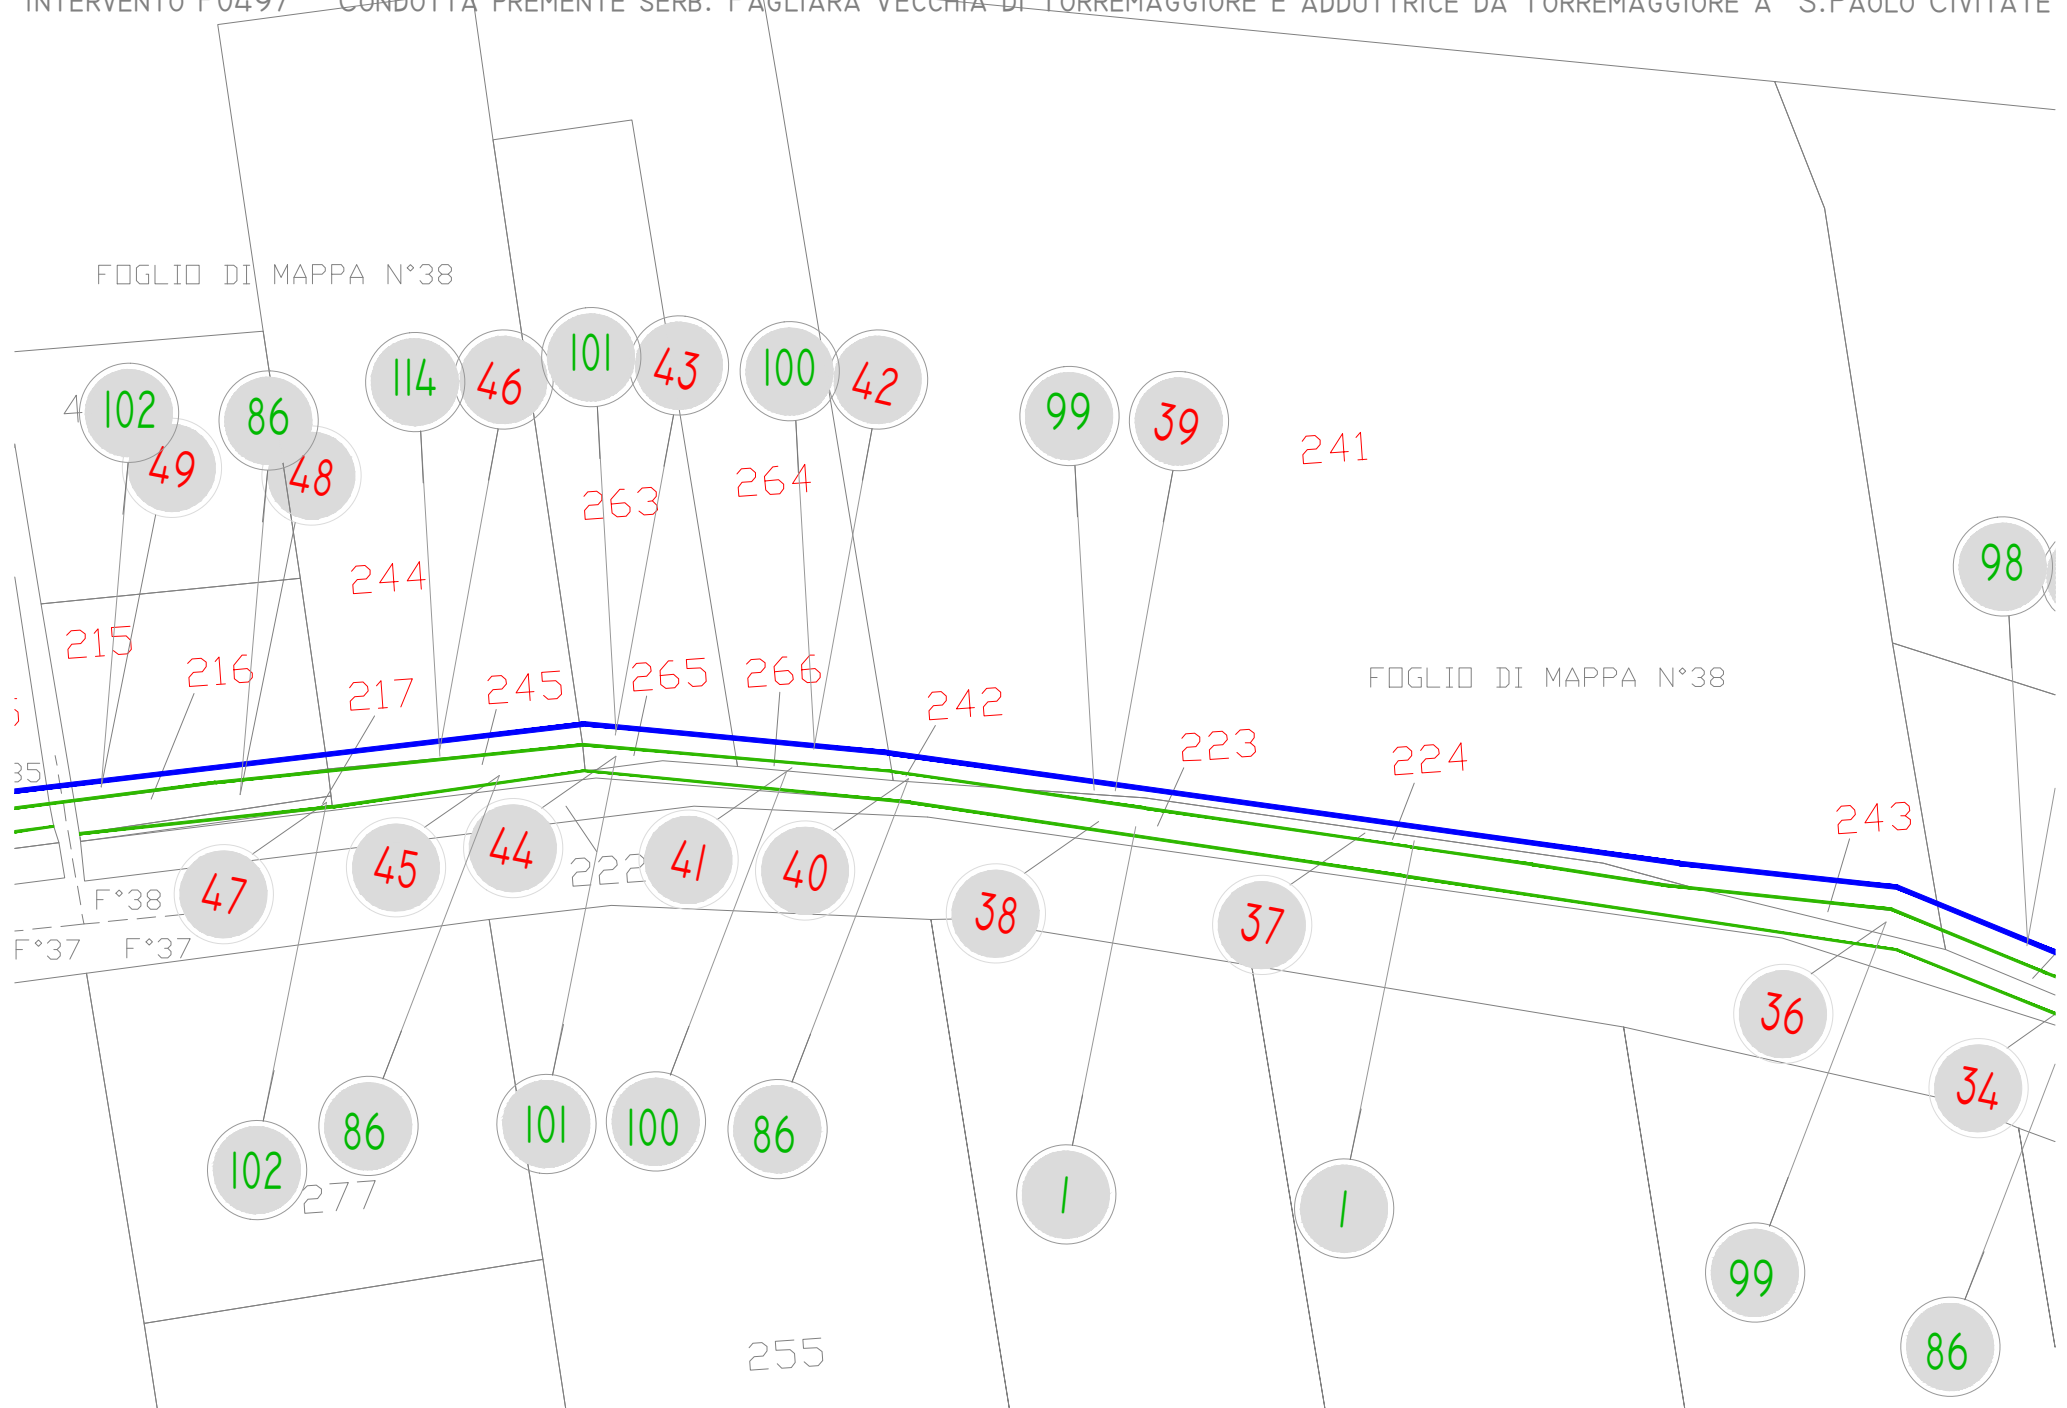 INTERVENTO F0497 CONDOTTA PREMENTE SERB. PAGLIARA VECCHIA DI TORREMAGGIORE E ADDUTTRICE DA TORREMAGGIORE A S.PAOLO CIVITATE
FOGLIO DI MAPPA N°38
102 86 114 46 101 43 100 42 99 39
4
49 48
241
263 264
98
244
215 216 217 245 265 266 242
FOGLIO DI MAPPA N°38
223 224
243
35
47 45 44 222 41 40 38 37
F°38
F°37 F°37
36
34
102 86 101 100 86 1 1
277
99
86
255